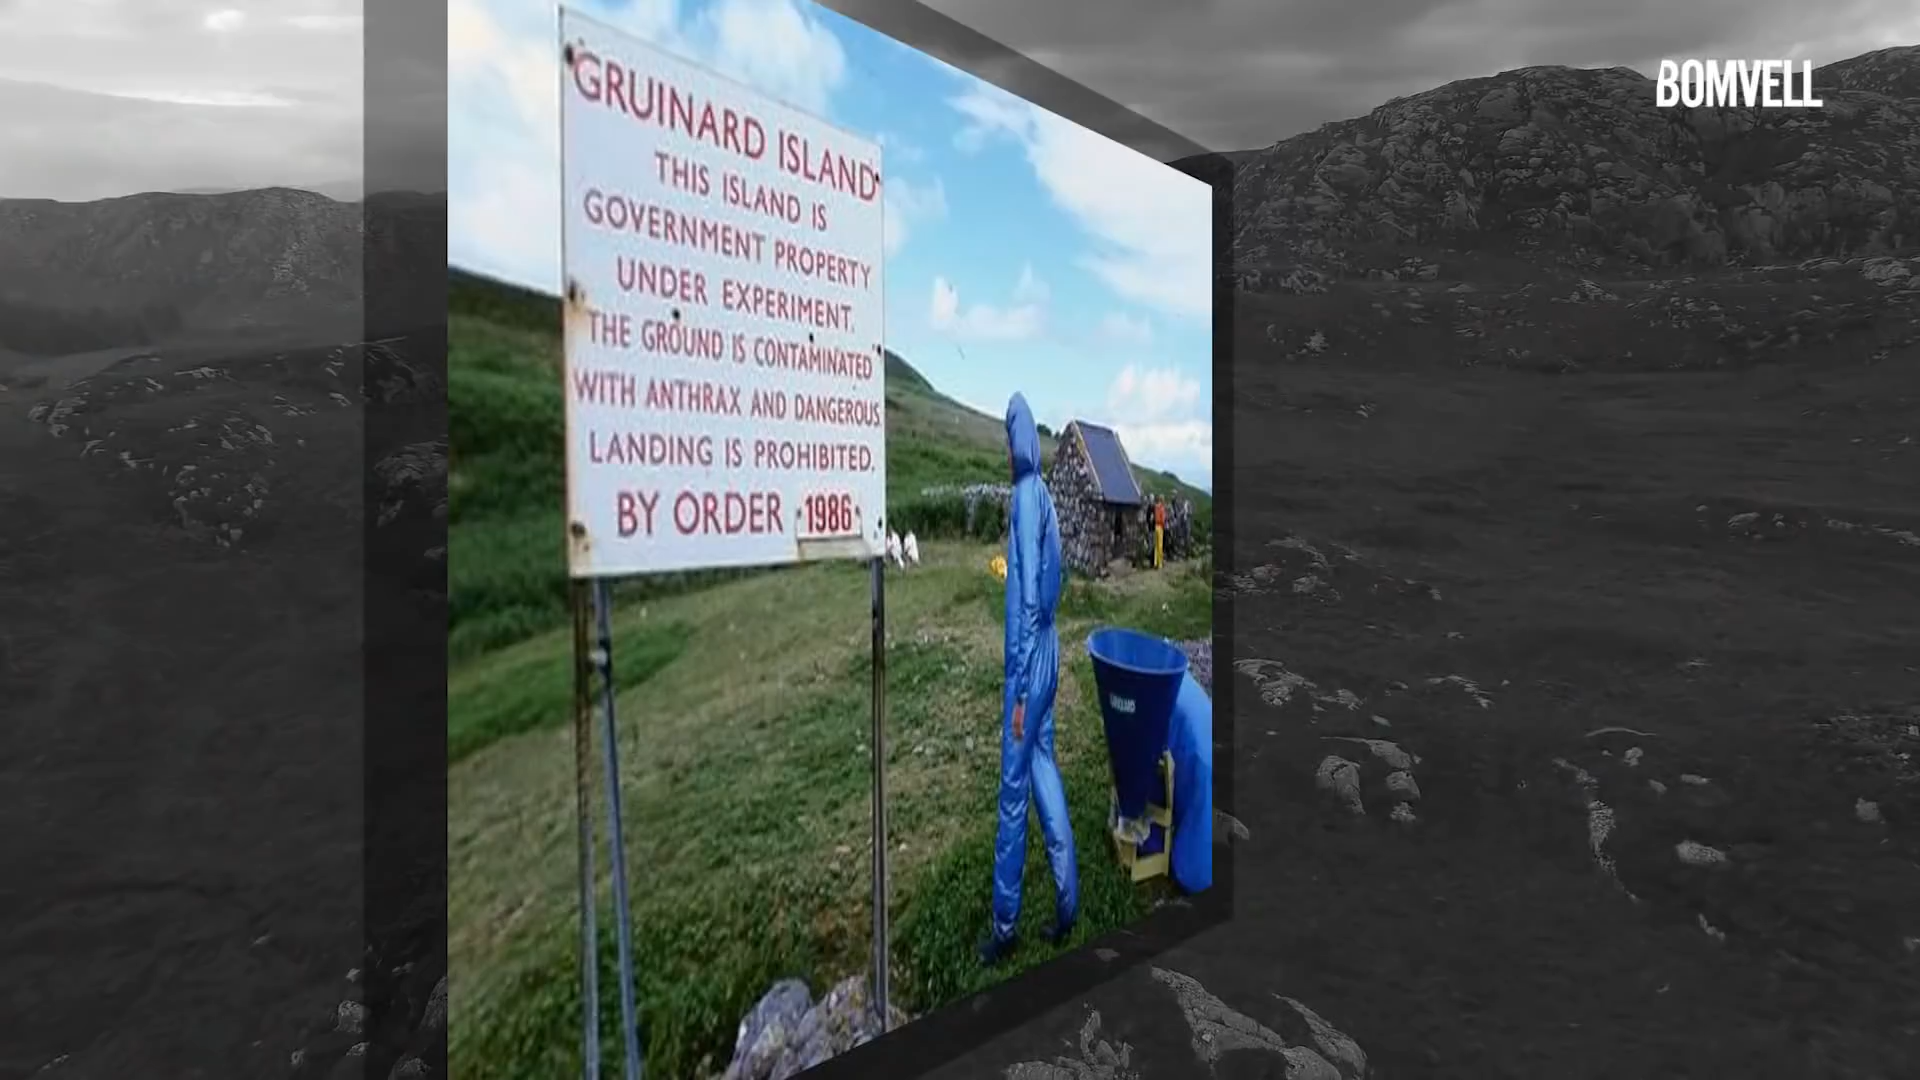 BOMVELL
GRUINARD ISLAND
THIS ISLAND IS
GOVERNMENT PROPERTY
UNDER EXPERIMENT.
THE GROUND IS CONTAMINATED
WITH ANTHRAX AND DANGEROUS
LANDING IS PROHIBITED.
BY ORDER 1986